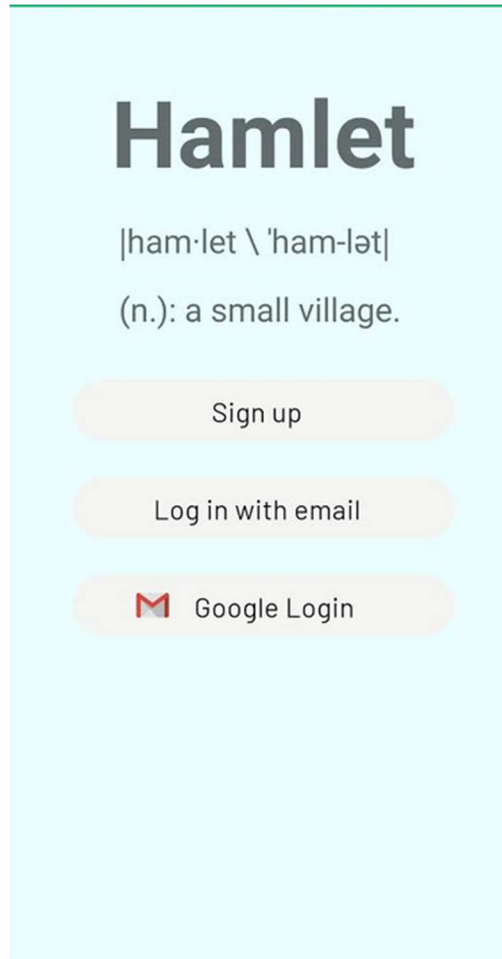 Hamlet
|ham·let \ 'ham-lət|
(n.): a small village.
Sign up
Log in with email
Google Login